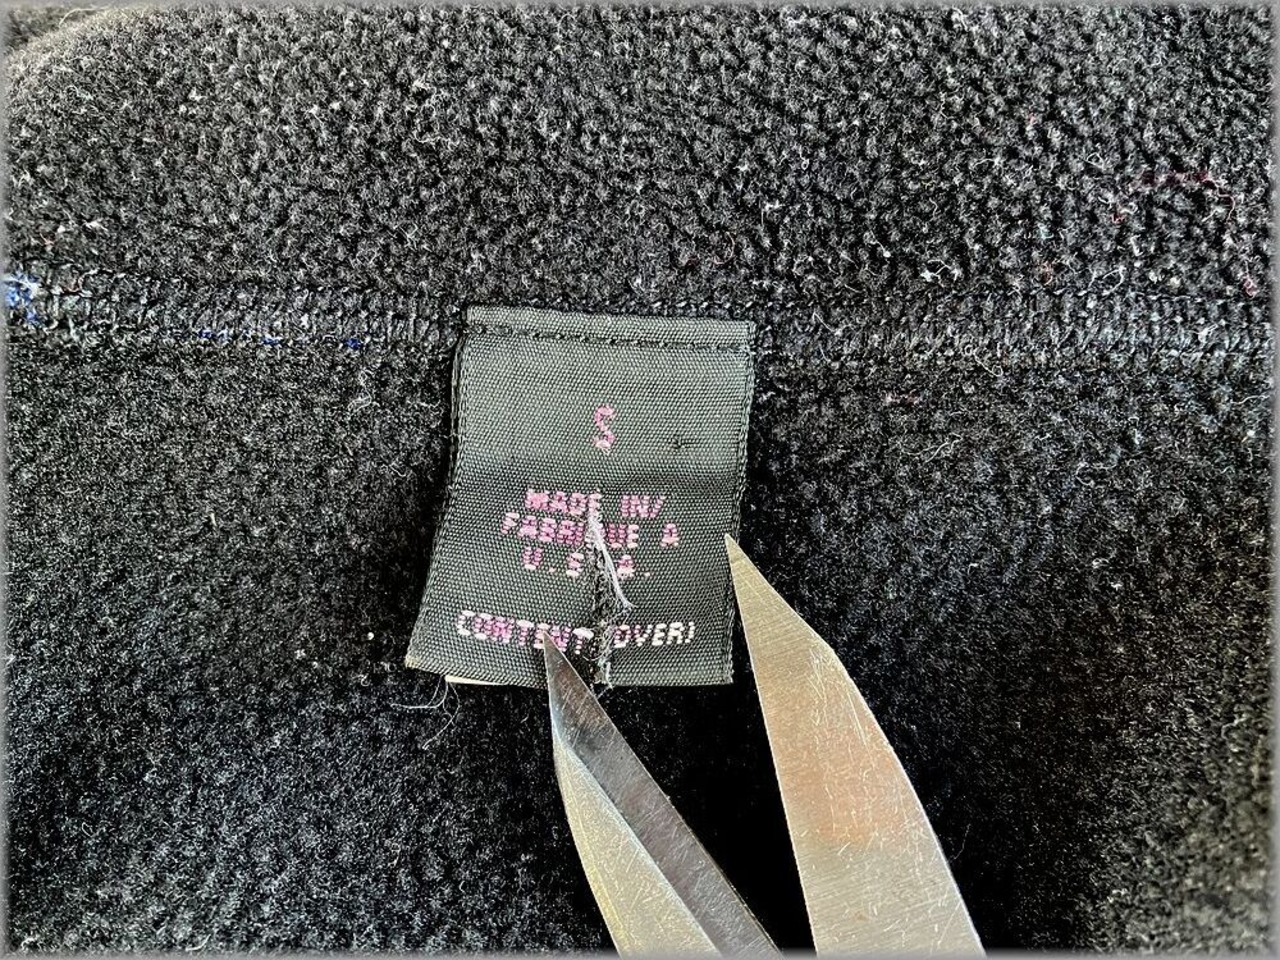 S
MADE IN/
FABRIQUE A
U.S.A.
CONTENT (OVER)